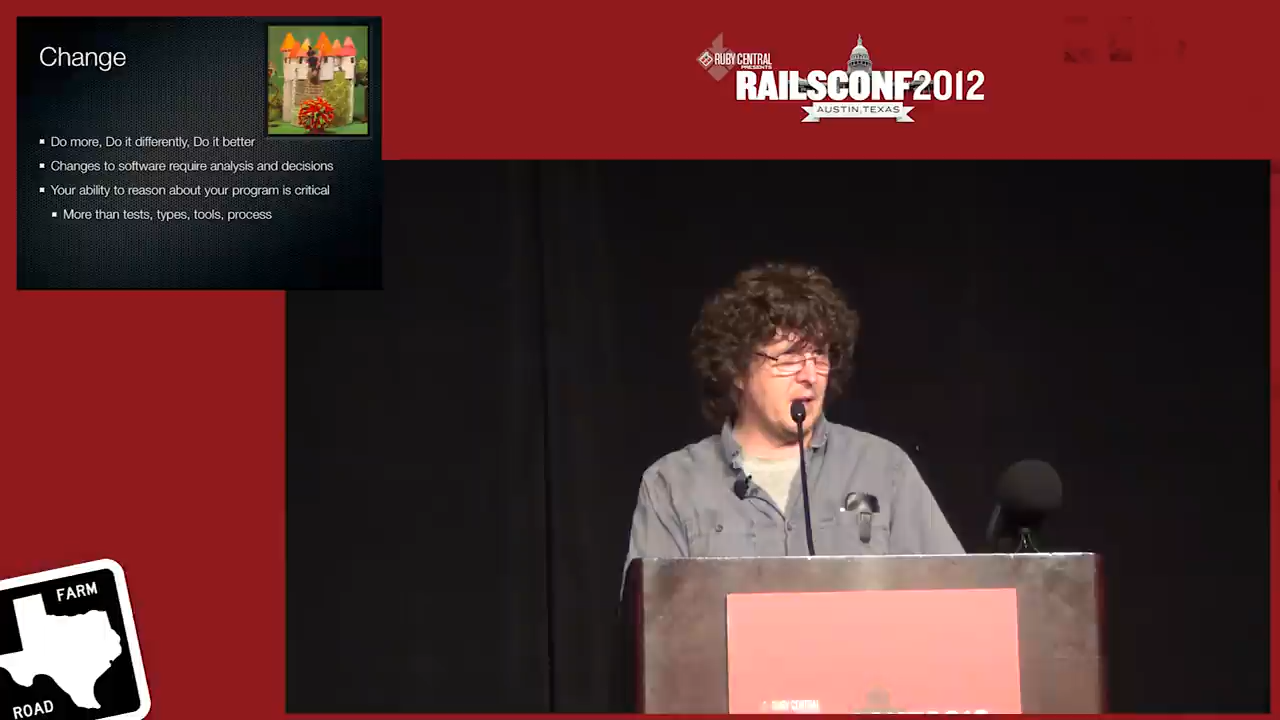 Change
Do more, Do it differently, Do it better
Changes to software require analysis and decisions
Your ability to reason about your program is critical
More than tests, types, tools, process
RUBY CENTRAL
PRESENTS
RAILSCONF2012
AUSTIN, TEXAS
FARM
ROAD
RUBY CENTRAL